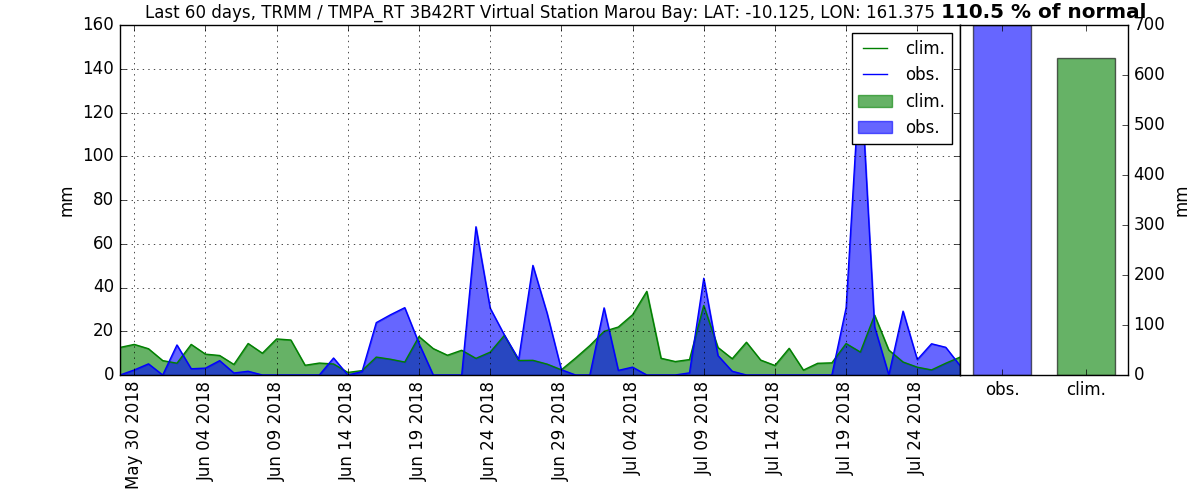 Last 60 days, TRMM / TMPA_RT 3B42RT Virtual Station Marou Bay: LAT: -10.125, LON: 161.375 110.5 % of normal
160
140
120
100
80
60
40
20
0
mm
clim.
obs.
clim.
obs.
700
600
500
400
300
200
100
0
mm
obs.
clim.
May 30 2018
Jun 04 2018
Jun 09 2018
Jun 14 2018
Jun 19 2018
Jun 24 2018
Jun 29 2018
Jul 04 2018
Jul 09 2018
Jul 14 2018
Jul 19 2018
Jul 24 2018